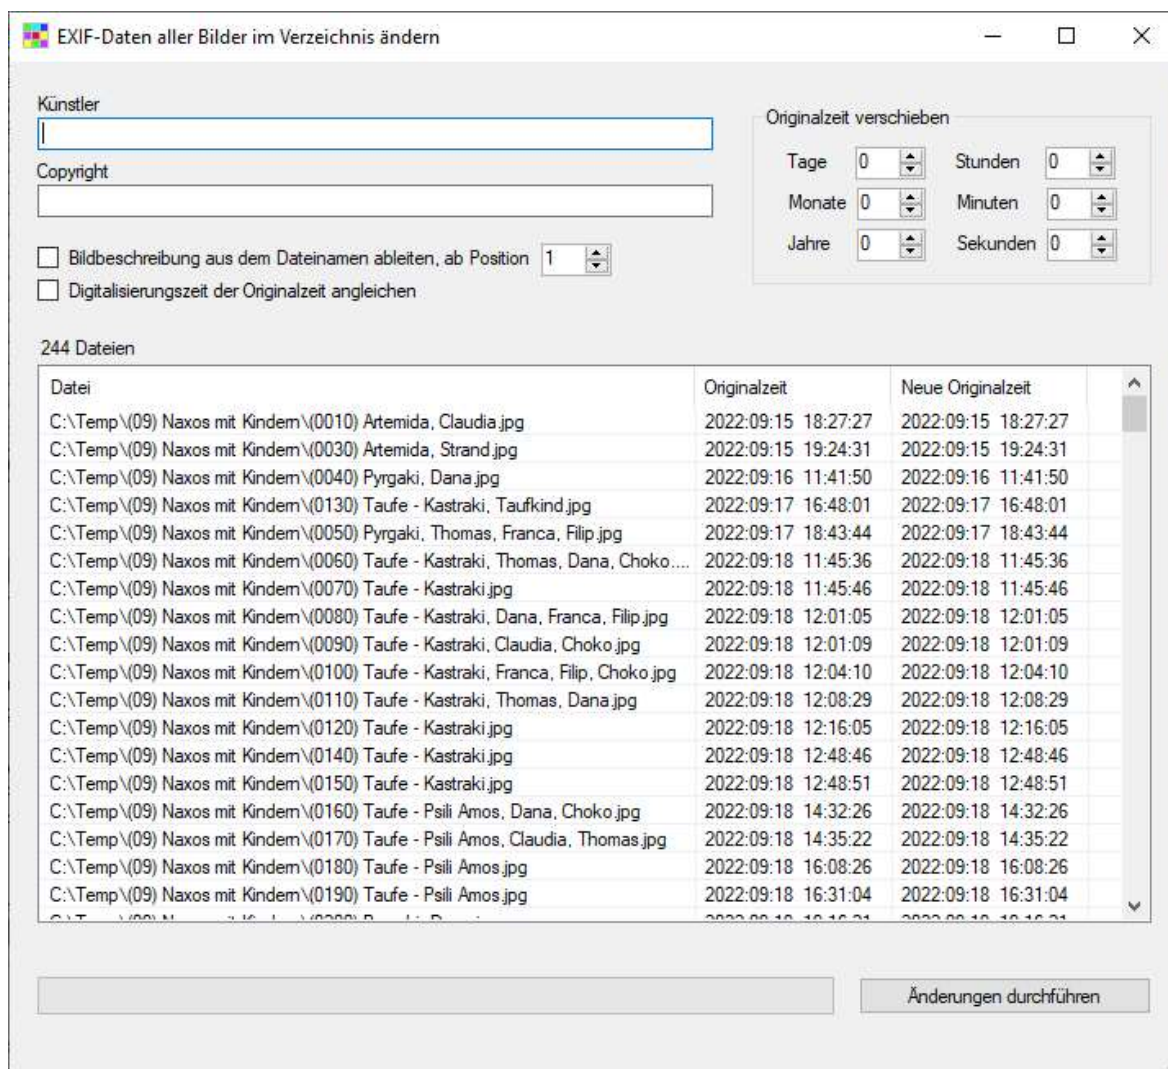 EXIF-Daten aller Bilder im Verzeichnis ändern
Künstler
Copyright
Bildbeschreibung aus dem Dateinamen ableiten, ab Position 1
Digitalisierungszeit der Originalzeit angleichen
Originalzeit verschieben
Tage 0 Stunden 0
Monate 0 Minuten 0
Jahre 0 Sekunden 0
244 Dateien
Datei Originalzeit Neue Originalzeit
C:\Temp\(09) Naxos mit Kindern\(0010) Artemida, Claudia.jpg 2022:09:15 18:27:27 2022:09:15 18:27:27
C:\Temp\(09) Naxos mit Kindern\(0030) Artemida, Strand.jpg 2022:09:15 19:24:31 2022:09:15 19:24:31
C:\Temp\(09) Naxos mit Kindern\(0040) Pyrgaki, Dana.jpg 2022:09:16 11:41:50 2022:09:16 11:41:50
C:\Temp\(09) Naxos mit Kindern\(0130) Taufe - Kastraki, Taufkind.jpg 2022:09:17 16:48:01 2022:09:17 16:48:01
C:\Temp\(09) Naxos mit Kindern\(0050) Pyrgaki, Thomas, Franca, Filip.jpg 2022:09:17 18:43:44 2022:09:17 18:43:44
C:\Temp\(09) Naxos mit Kindern\(0060) Taufe - Kastraki, Thomas, Dana, Choko.... 2022:09:18 11:45:36 2022:09:18 11:45:36
C:\Temp\(09) Naxos mit Kindern\(0070) Taufe - Kastraki.jpg 2022:09:18 11:45:46 2022:09:18 11:45:46
C:\Temp\(09) Naxos mit Kindern\(0080) Taufe - Kastraki, Dana, Franca, Filip.jpg 2022:09:18 12:01:05 2022:09:18 12:01:05
C:\Temp\(09) Naxos mit Kindern\(0090) Taufe - Kastraki, Claudia, Choko.jpg 2022:09:18 12:01:09 2022:09:18 12:01:09
C:\Temp\(09) Naxos mit Kindern\(0100) Taufe - Kastraki, Franca, Filip, Choko.jpg 2022:09:18 12:04:10 2022:09:18 12:04:10
C:\Temp\(09) Naxos mit Kindern\(0110) Taufe - Kastraki, Thomas, Dana.jpg 2022:09:18 12:08:29 2022:09:18 12:08:29
C:\Temp\(09) Naxos mit Kindern\(0120) Taufe - Kastraki.jpg 2022:09:18 12:16:05 2022:09:18 12:16:05
C:\Temp\(09) Naxos mit Kindern\(0140) Taufe - Kastraki.jpg 2022:09:18 12:48:46 2022:09:18 12:48:46
C:\Temp\(09) Naxos mit Kindern\(0150) Taufe - Kastraki.jpg 2022:09:18 12:48:51 2022:09:18 12:48:51
C:\Temp\(09) Naxos mit Kindern\(0160) Taufe - Psili Amos, Dana, Choko.jpg 2022:09:18 14:32:26 2022:09:18 14:32:26
C:\Temp\(09) Naxos mit Kindern\(0170) Taufe - Psili Amos, Claudia, Thomas.jpg 2022:09:18 14:35:22 2022:09:18 14:35:22
C:\Temp\(09) Naxos mit Kindern\(0180) Taufe - Psili Amos.jpg 2022:09:18 16:08:26 2022:09:18 16:08:26
C:\Temp\(09) Naxos mit Kindern\(0190) Taufe - Psili Amos.jpg 2022:09:18 16:31:04 2022:09:18 16:31:04
Änderungen durchführen